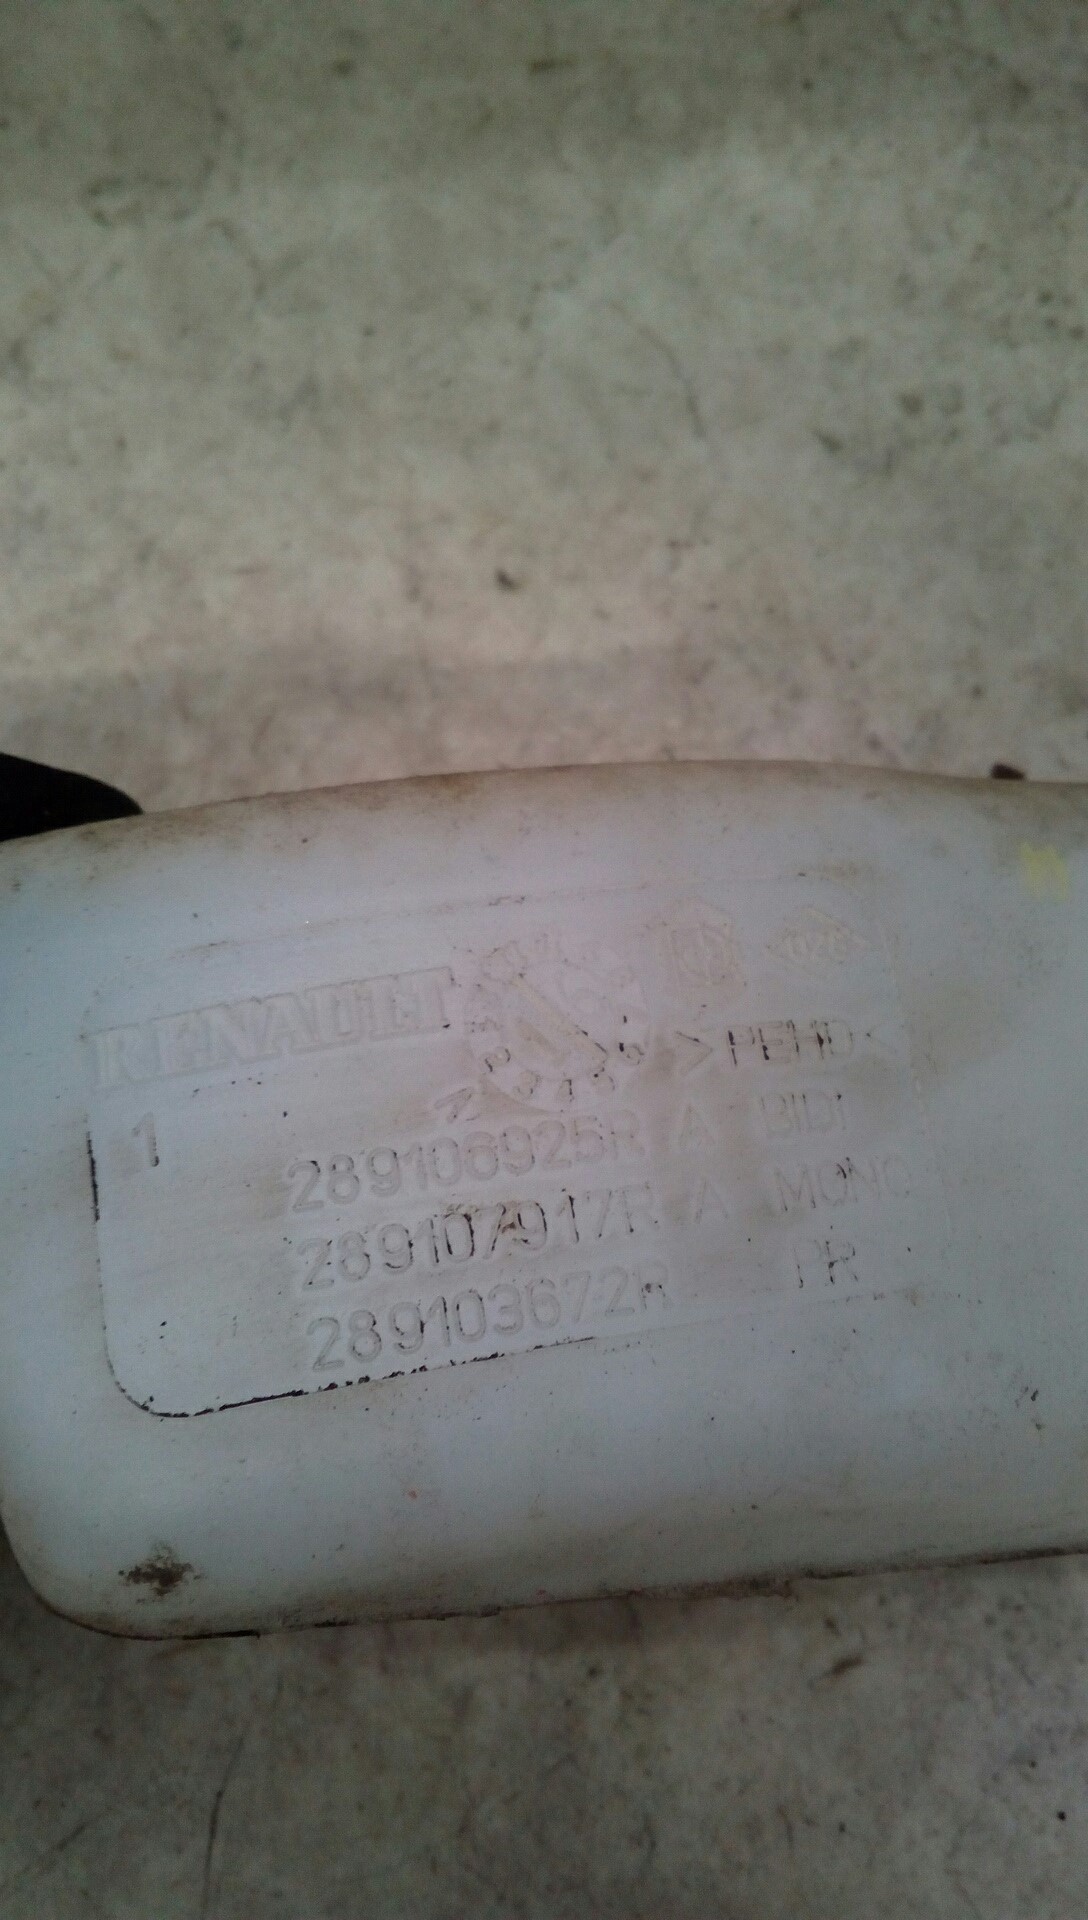 RENAULT
>PEHD<
1
289106925R A BIDI
289107917R A MONO
289103672R PR